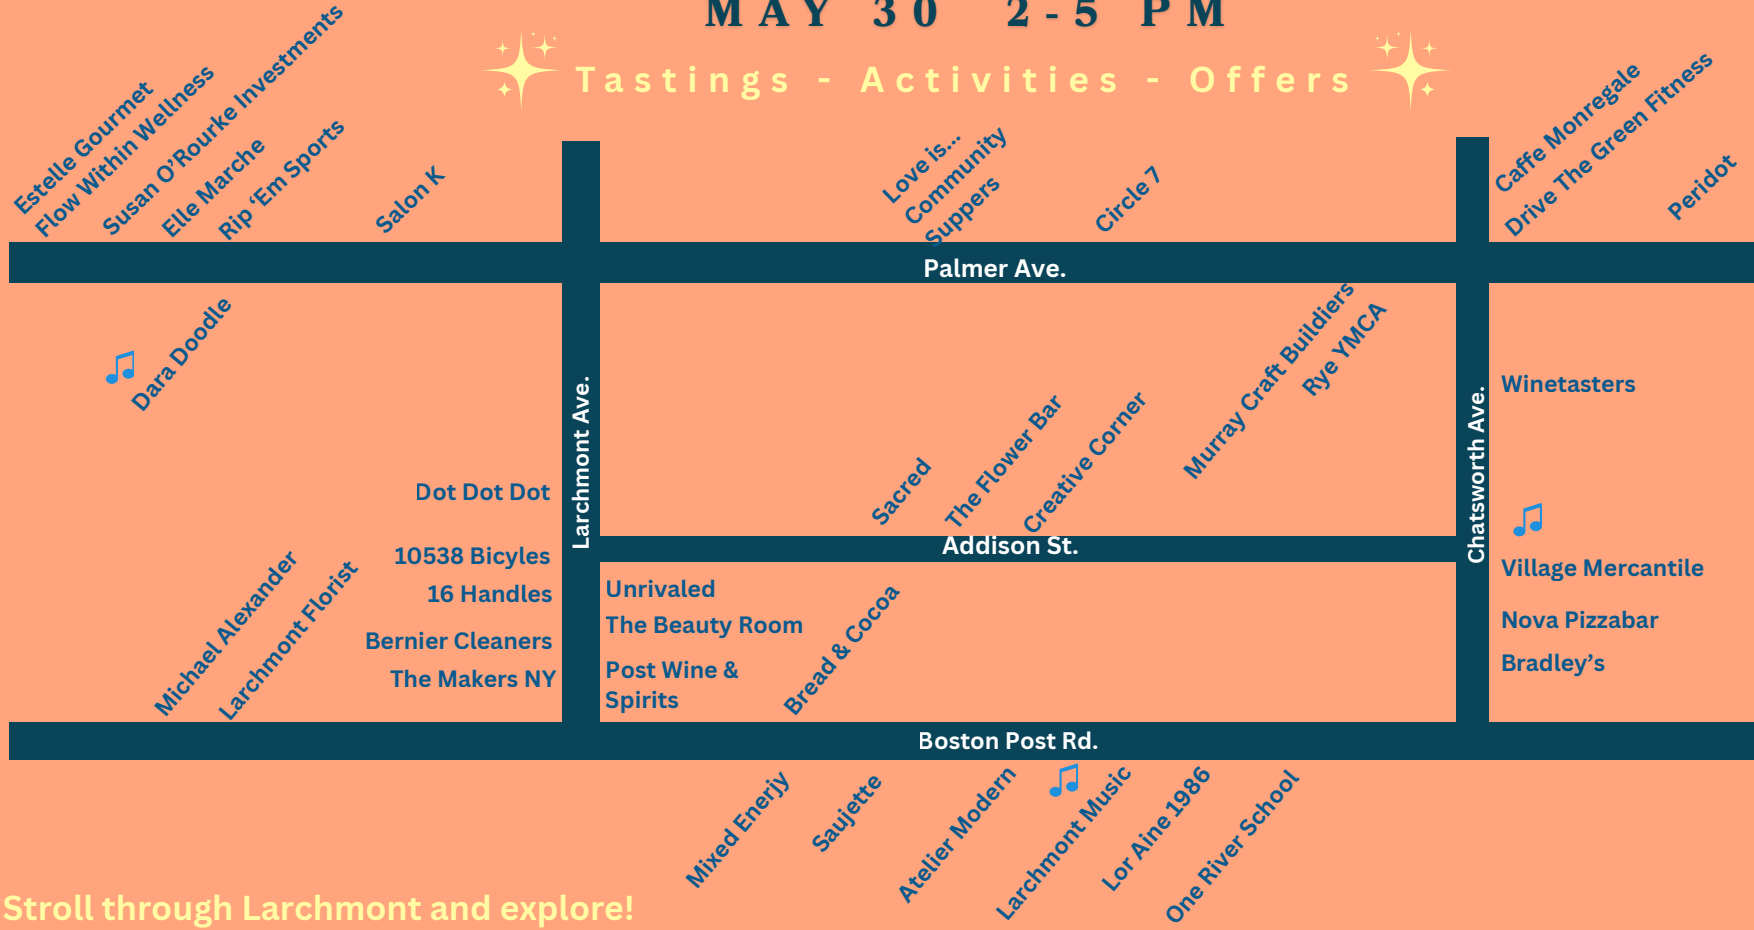 MAY 30 2-5 PM
Tastings - Activities - Offers
Estelle Gourmet
Flow Within Wellness
Susan O'Rourke Investments
Elle Marche
Rip ‘Em Sports
Salon K
Love is...
Community
Suppers
Circle 7
Caffe Monregale
Drive The Green Fitness
Peridot
Palmer Ave.
Dara Doodle
Larchmont Ave.
Murray Craft Buildiers
Rye YMCA
Chatsworth Ave.
Winetasters
Dot Dot Dot
Sacred
The Flower Bar
Creative Corner
Addison St.
10538 Bicyles
16 Handles
Bernier Cleaners
The Makers NY
Michael Alexander
Larchmont Florist
Unrivaled
The Beauty Room
Post Wine &
Spirits
Bread & Cocoa
Village Mercantile
Nova Pizzabar
Bradley’s
Boston Post Rd.
Mixed Enerjy
Saujette
Atelier Modern
Larchmont Music
Lor Aine 1986
One River School
Stroll through Larchmont and explore!